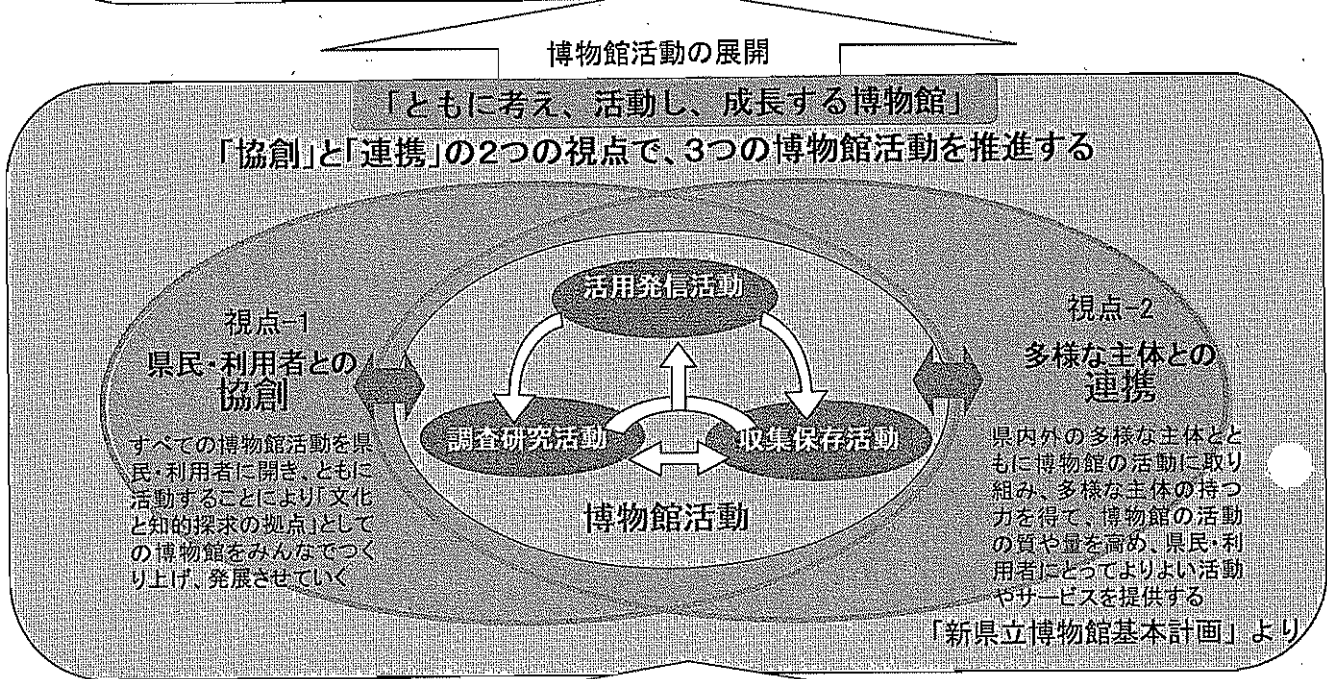 博物館活動の展開
「ともに考え、活動し、成長する博物館」
「協創」と「連携」の2つの視点で、3つの博物館活動を推進する
活用発信活動
調査研究活動
収集保存活動
博物館活動
視点-1
県民・利用者との
協創
すべての博物館活動を県
民・利用者に開き、ともに
活動することにより「文化
と知的探求の拠点」として
の博物館をみんなでつく
り上げ、発展させていく
視点-2
多様な主体との
連携
県内外の多様な主体とと
もに博物館の活動に取り
組み、多様な主体の持つ
力を得て、博物館の活動
の質や量を高め、県民・利
用者にとってよりよい活動
やサービスを提供する
「新県立博物館基本計画」より